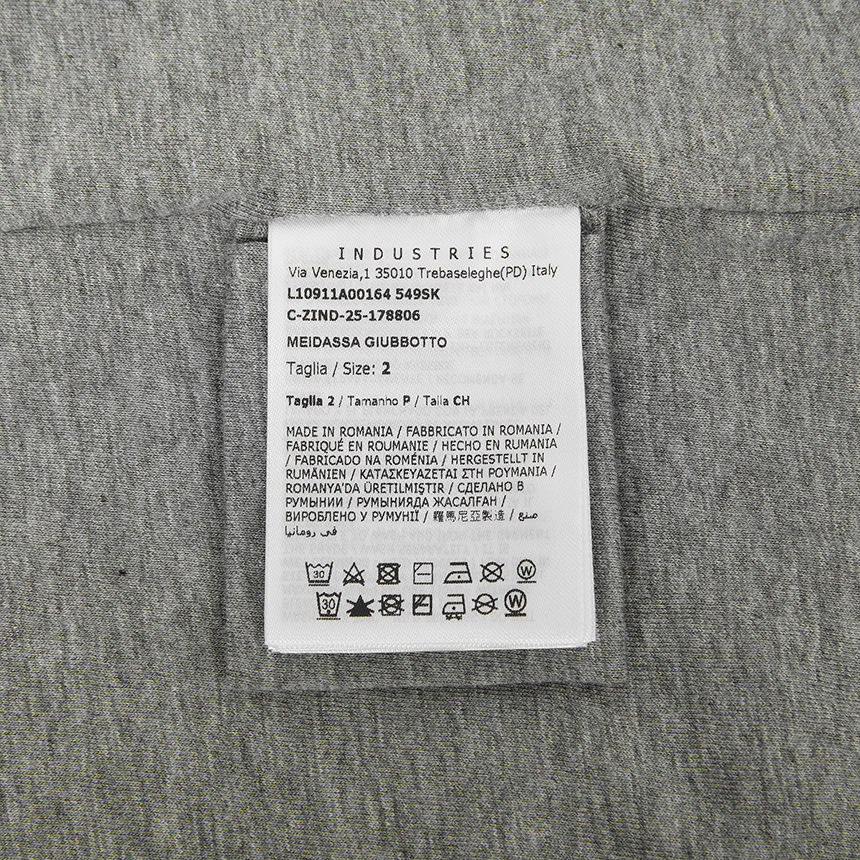 INDUSTRIES
Via Venezia,1 35010 Trebaseleghe(PD) Italy
L10911A00164 549SK
C-ZIND-25-178806
MEIDASSA GIUBBOTTO
Taglia / Size: 2
Taglia 2 / Tamanho P / Talla CH
MADE IN ROMANIA / FABBRICATO IN ROMANIA /
FABRIQUÉ EN ROUMANIE / HECHO EN RUMANIA
/ FABRICADO NA ROMÉNIA / HERGESTELLT IN
RUMÄNIEN / ΚΑΤΑΣΚΕΥΑΖΕΤΑΙ ΣΤΗ ΡΟΥΜΑΝΙΑ /
ROMANYA'DA ÜRETILMIŞTIR / СДЕЛАНО В
РУМЫНИИ / РУМЫНИЯДА ЖАСАЛҒАН /
ВИРОБЛЕНО У РУМУНІЇ / 羅馬尼亞製造 / صنع
في رومانيا
30 W
30 W